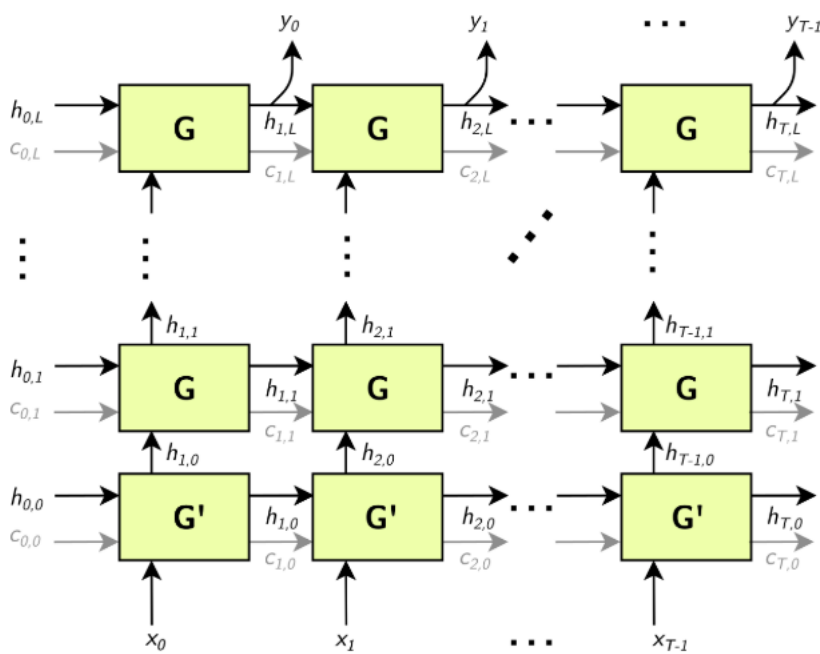 y0 y1 ... yT-1
h0,L G h1,L G h2,L ... G hT,L
c0,L c1,L c2,L cT,L
h1,1 h2,1 hT-1,1
h0,1 G h1,1 G h2,1 ... G hT,1
c0,1 c1,1 c2,1 cT,1
h1,0 h2,0 hT-1,0
h0,0 G' h1,0 G' h2,0 ... G' hT,0
c0,0 c1,0 c2,0 cT,0
x0 x1 ... xT-1